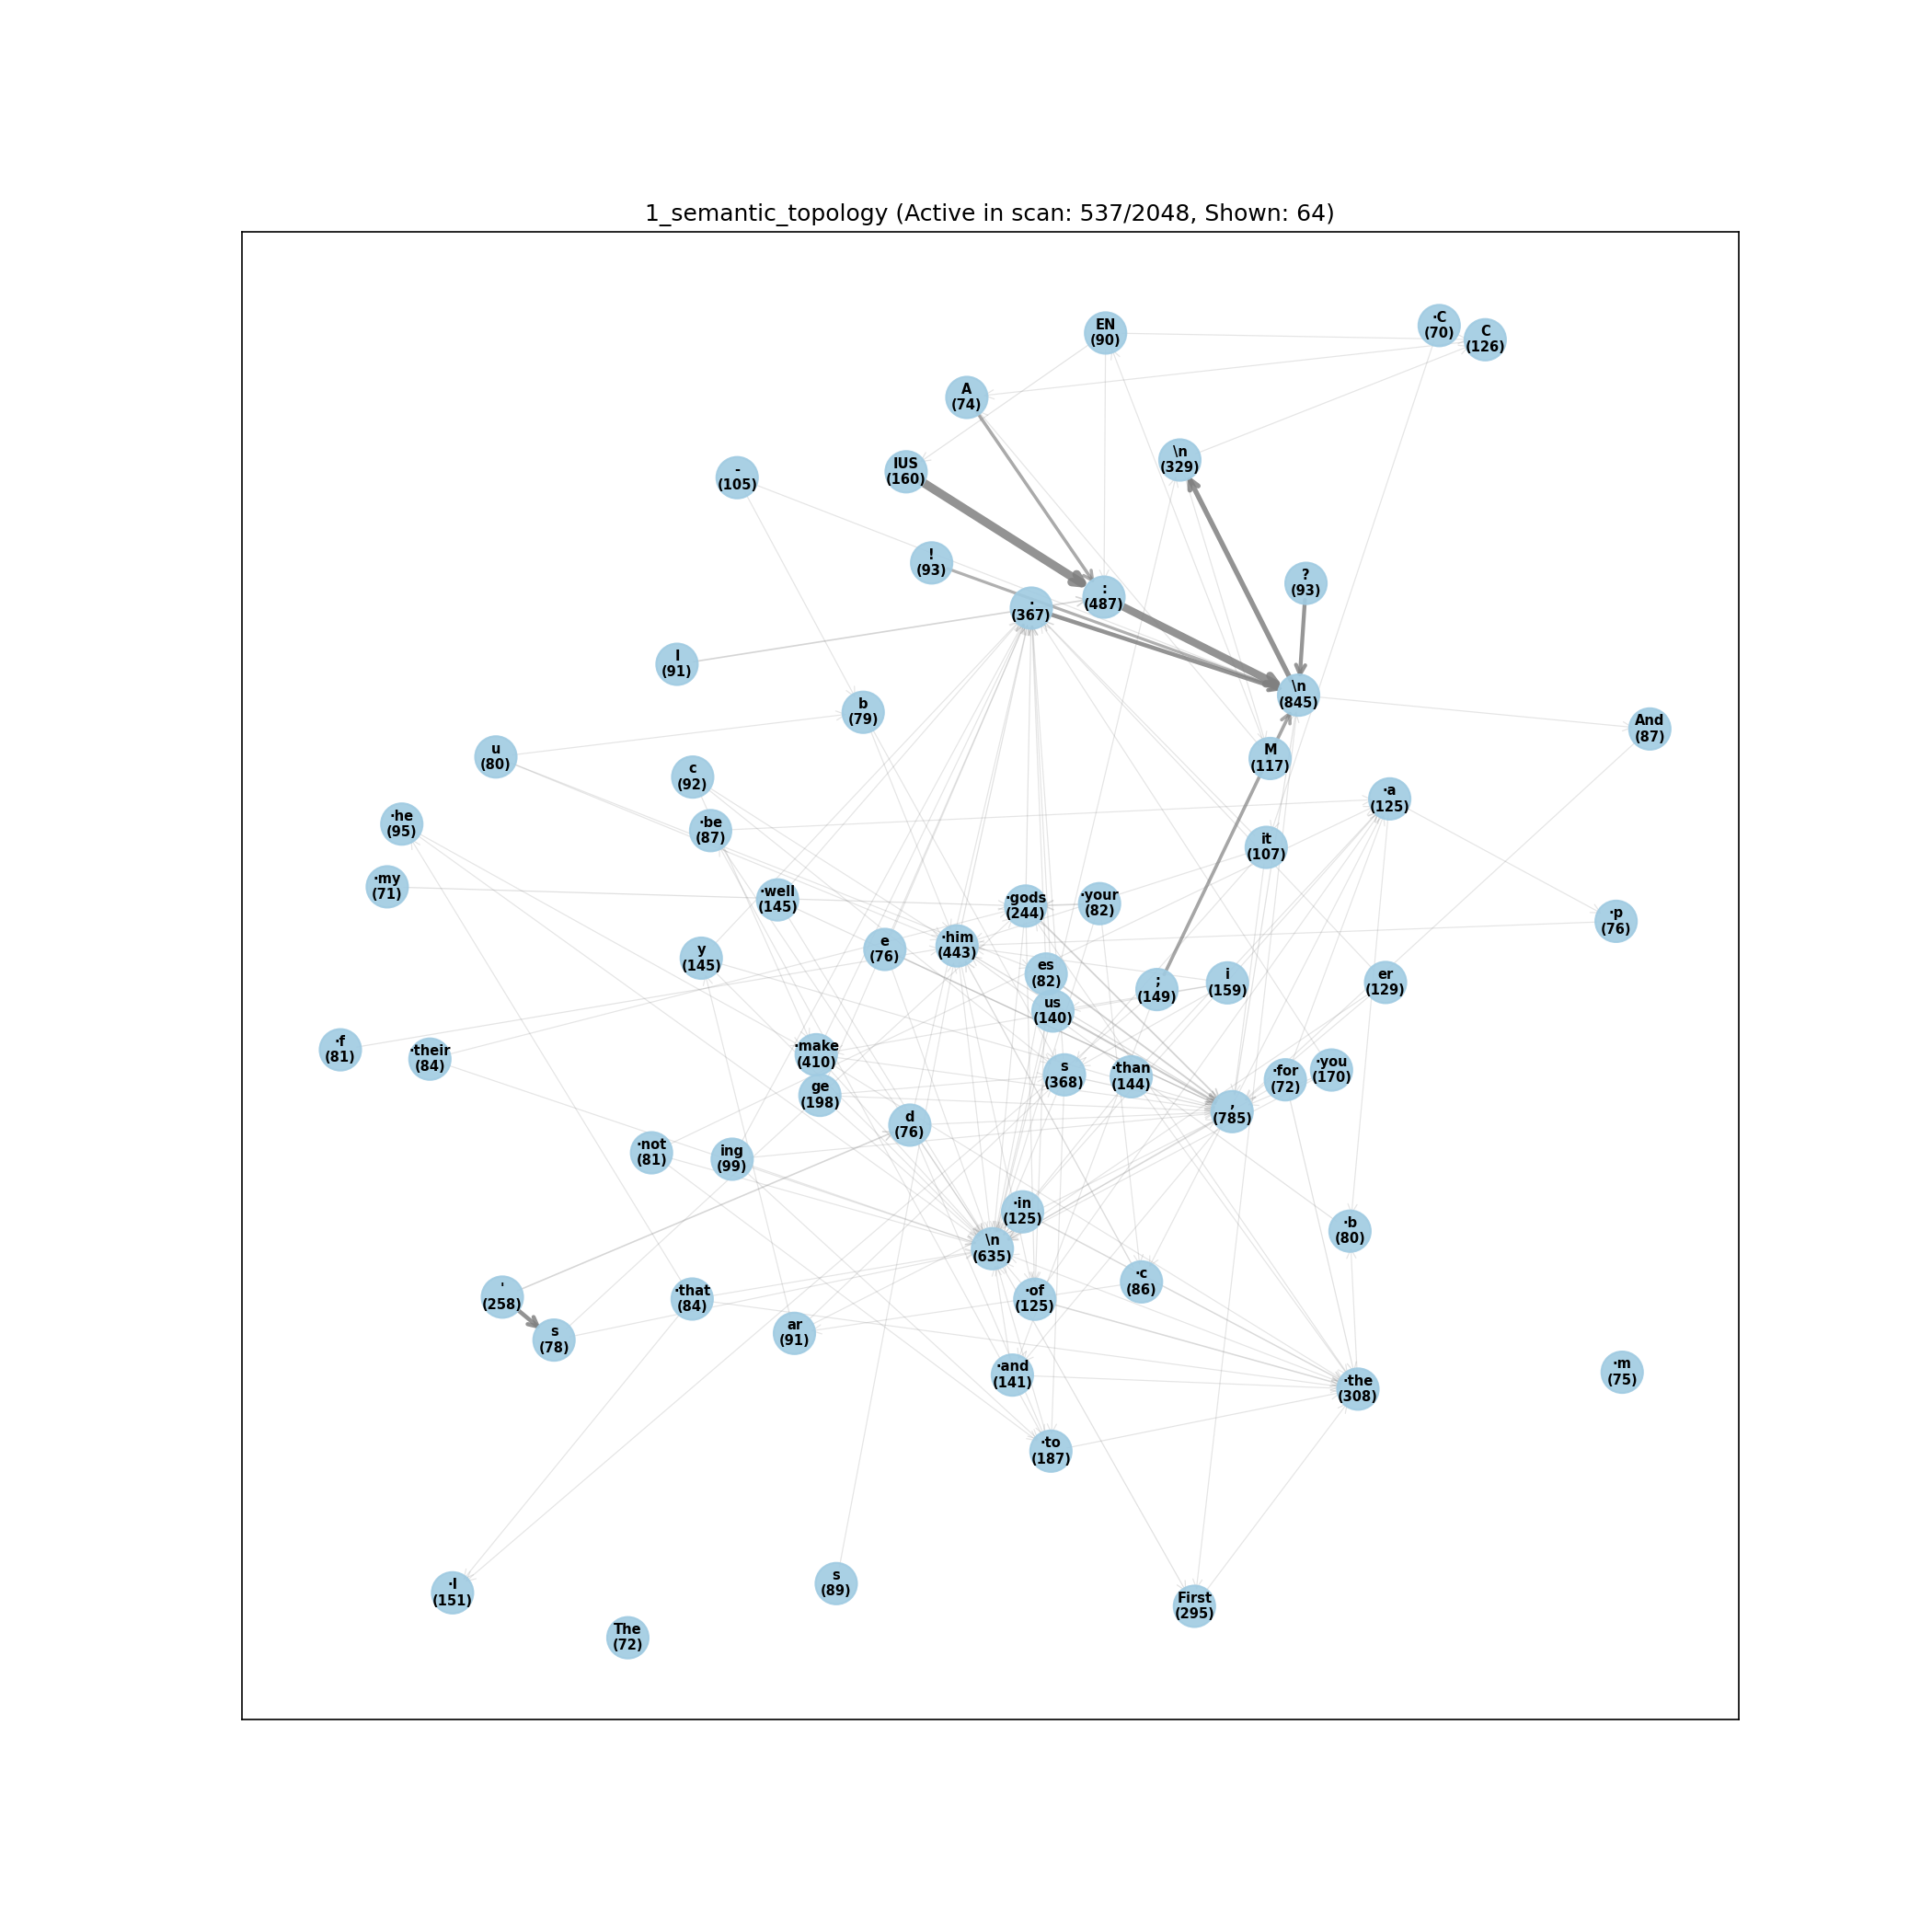 1_semantic_topology (Active in scan: 537/2048, Shown: 64)
EN
(90)
·C
(70)
C
(126)
A
(74)
\n
(329)
IUS
(160)
-
(105)
!
(93)
:
(487)
?
(93)
.
(367)
I
(91)
\n
(845)
b
(79)
And
(87)
u
(80)
M
(117)
c
(92)
·a
(125)
·he
(95)
·be
(87)
it
(107)
·my
(71)
·well
(145)
·gods
(244)
·your
(82)
·p
(76)
y
(145)
e
(76)
·him
(443)
es
(82)
;
(149)
i
(159)
er
(129)
us
(140)
·f
(81)
·their
(84)
·make
(410)
s
(368)
·than
(144)
·for
(72)
·you
(170)
ge
(198)
,
(785)
d
(76)
·not
(81)
ing
(99)
·in
(125)
·b
(80)
\n
(635)
·c
(86)
'
(258)
·that
(84)
·of
(125)
s
(78)
ar
(91)
·and
(141)
·the
(308)
·m
(75)
·to
(187)
·I
(151)
s
(89)
First
(295)
The
(72)